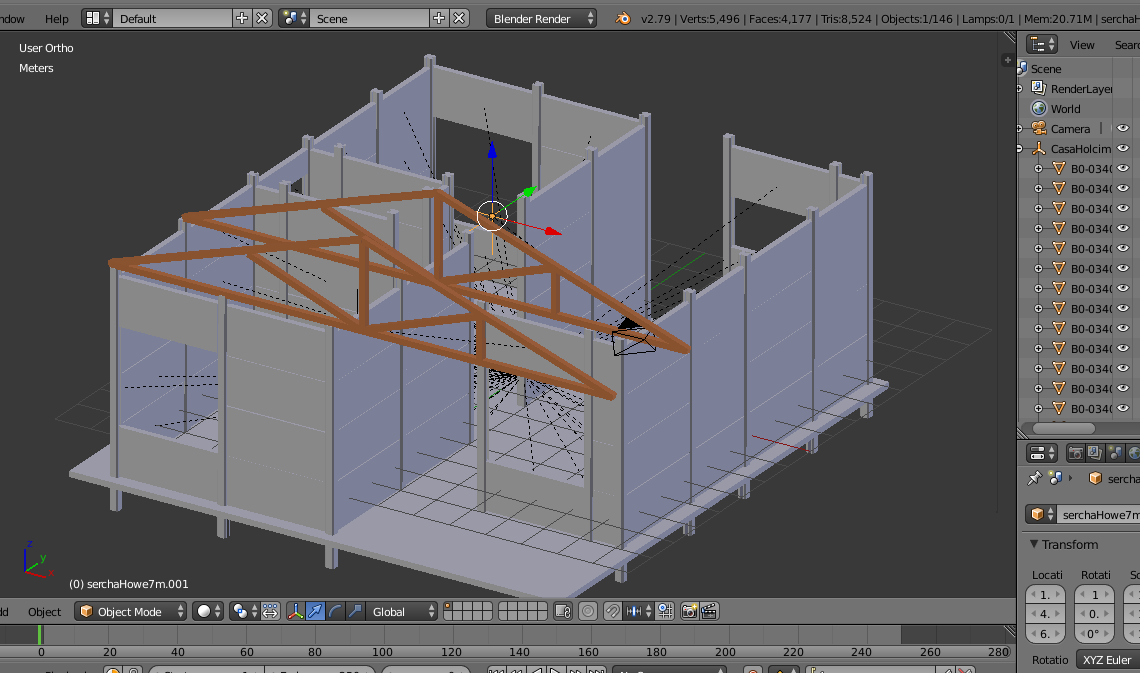 ndow Help Default Scene Blender Render v2.79 | Verts:5,496 | Faces:4,177 | Tris:8,524 | Objects:1/146 | Lamps:0/1 | Mem:20.71M | sercha
User Ortho
Meters
View Sear
Scene
RenderLayer
World
Camera
CasaHolcim
B0-034
B0-034
B0-034
B0-034
B0-034
B0-034
B0-034
B0-034
B0-034
B0-034
B0-034
B0-034
B0-034
sercha
serchaHowe7m
Transform
Locati Rotati Sc
1. 1
4. 0.
6. 0°
Rotatio XYZ Euler
z
y
x
(0) serchaHowe7m.001
dd Object Object Mode Global
0 20 40 60 80 100 120 140 160 180 200 220 240 260 280